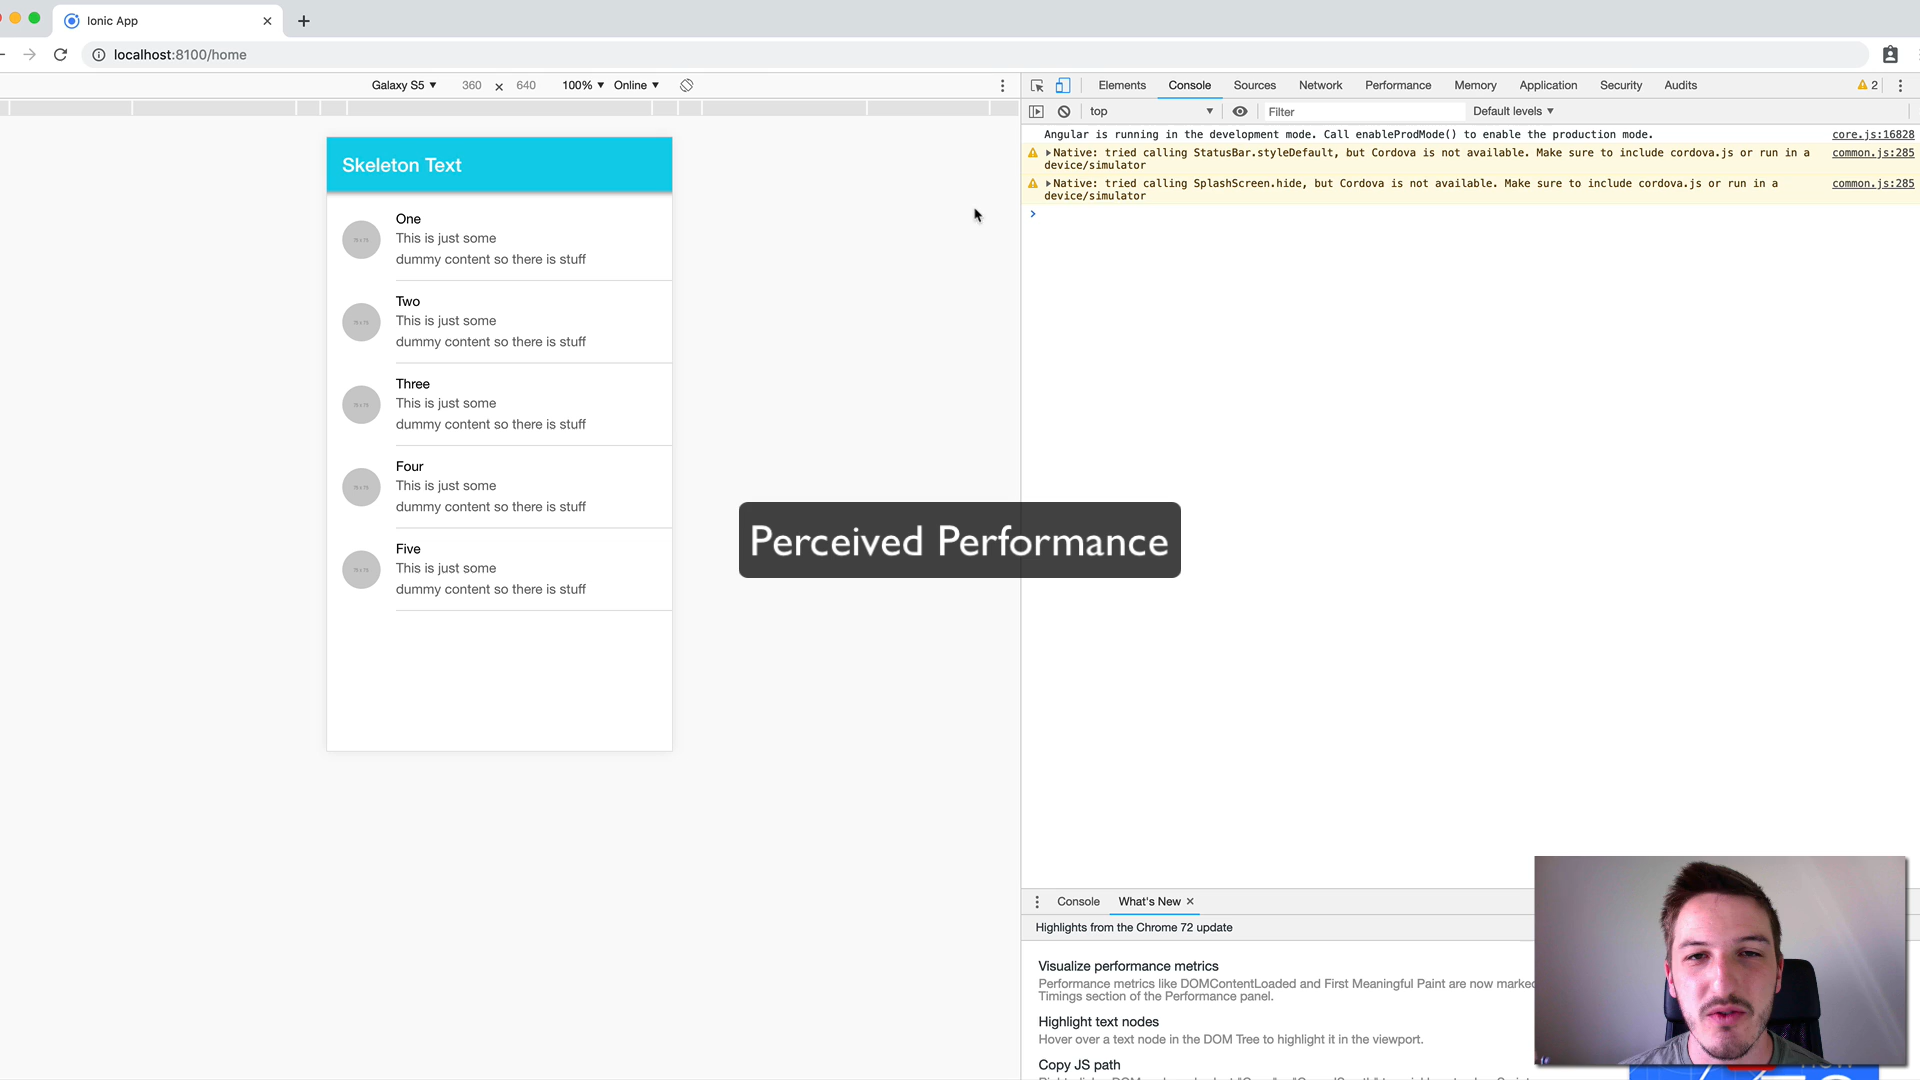 Ionic App
localhost:8100/home
Galaxy S5 ▼ 360 × 640 100% ▼ Online ▼
Elements Console Sources Network Performance Memory Application Security Audits 2
top Filter Default levels ▼
Angular is running in the development mode. Call enableProdMode() to enable the production mode. core.js:16828
Native: tried calling StatusBar.styleDefault, but Cordova is not available. Make sure to include cordova.js or run in a common.js:285
device/simulator
Native: tried calling SplashScreen.hide, but Cordova is not available. Make sure to include cordova.js or run in a common.js:285
device/simulator
Skeleton Text
One
This is just some
dummy content so there is stuff
Two
This is just some
dummy content so there is stuff
Three
This is just some
dummy content so there is stuff
Four
This is just some
dummy content so there is stuff
Five
This is just some
dummy content so there is stuff
Perceived Performance
Console What's New ×
Highlights from the Chrome 72 update
Visualize performance metrics
Performance metrics like DOMContentLoaded and First Meaningful Paint are now marked
Timings section of the Performance panel.
Highlight text nodes
Hover over a text node in the DOM Tree to highlight it in the viewport.
Copy JS path